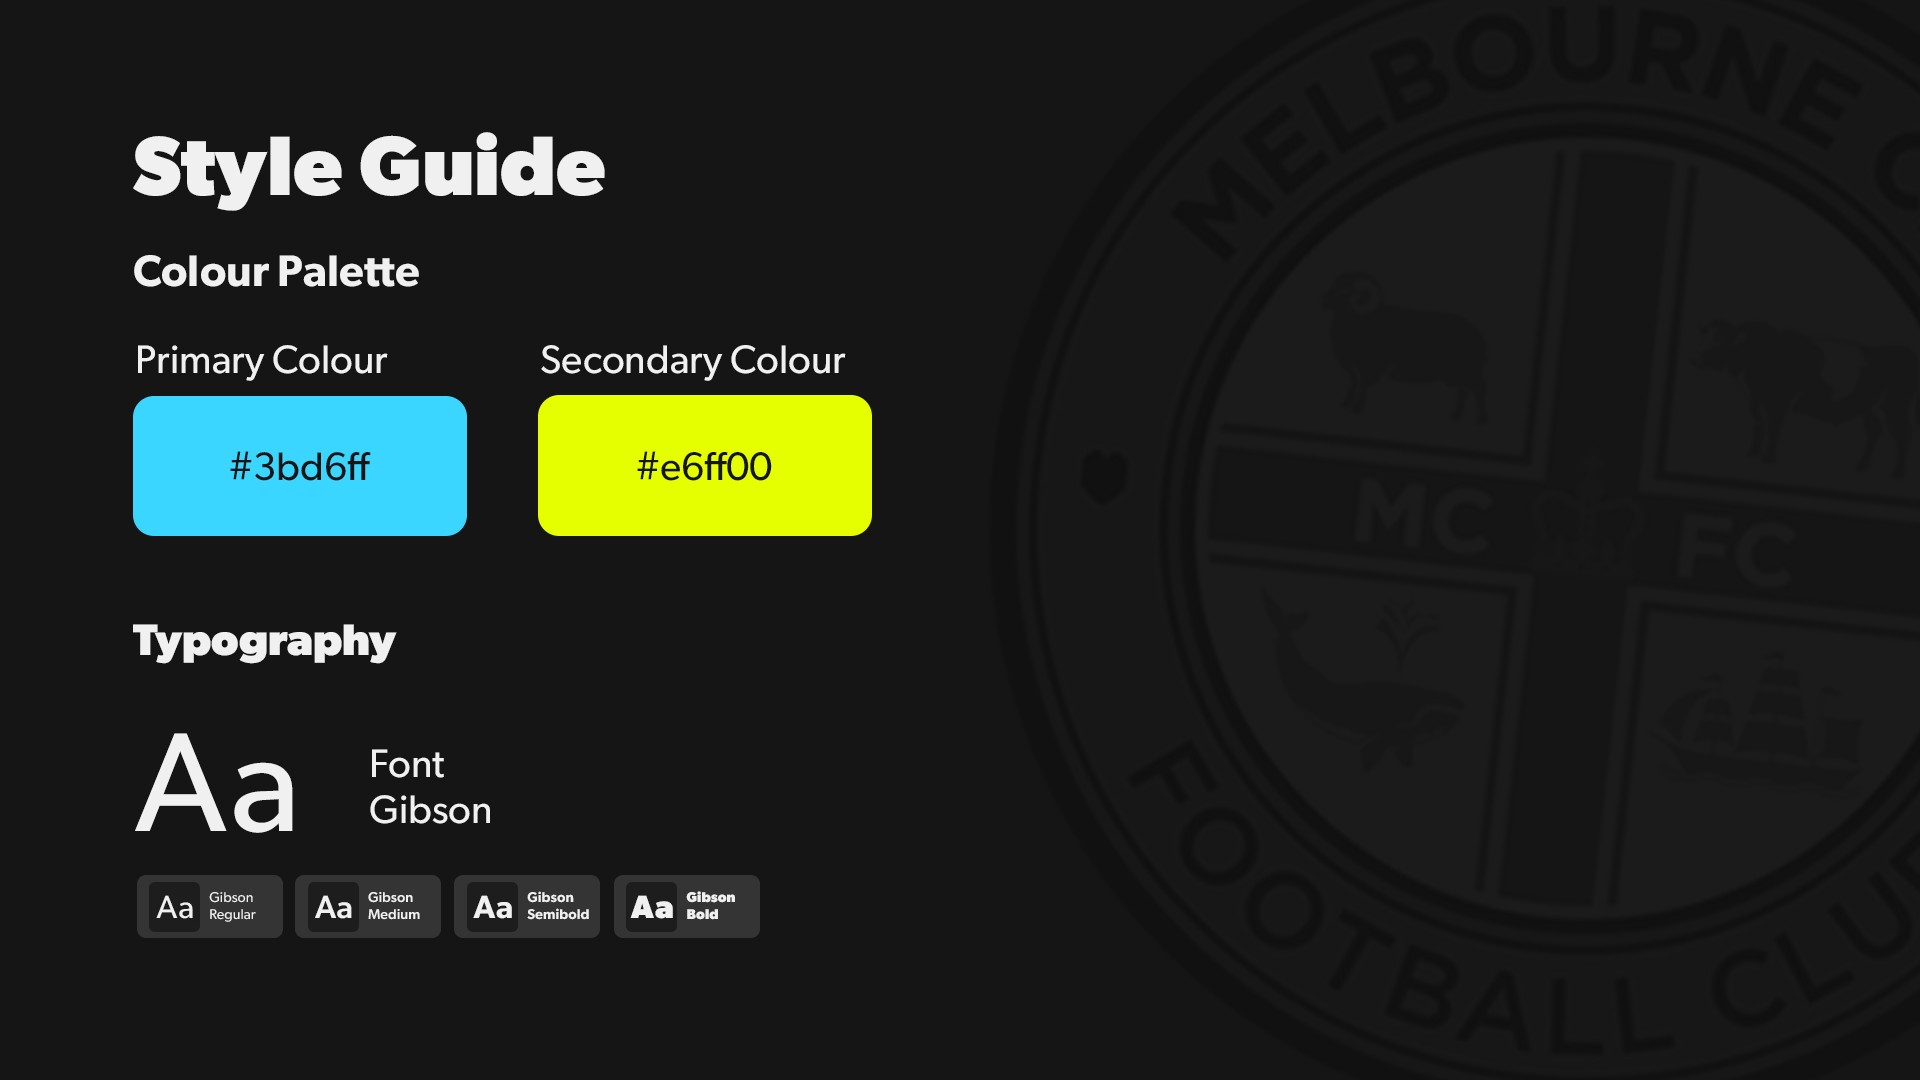 Style Guide
Colour Palette
Primary Colour
Secondary Colour
#3bd6ff
#e6ff00
Typography
Aa
Font
Gibson
Aa
Gibson
Regular
Aa
Gibson
Medium
Aa
Gibson
Semibold
Aa
Gibson
Bold
MELBOURNE C
MC FC
FOOTBALL CLU